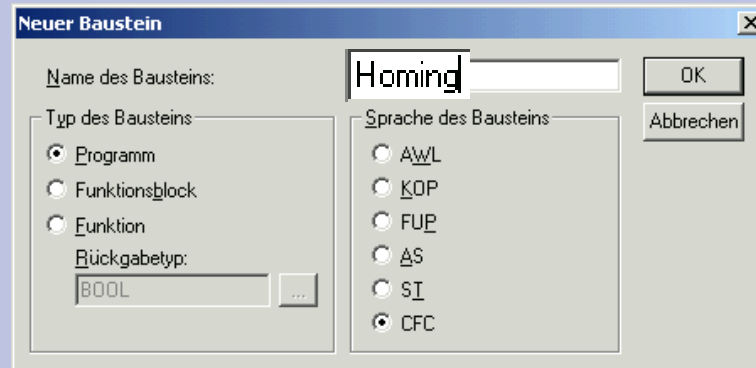 Neuer Baustein
Name des Bausteins: Homing OK
Abbrechen
Typ des Bausteins
Programm
Funktionsblock
Funktion
Rückgabetyp:
BOOL ...
Sprache des Bausteins
AWL
KOP
FUP
AS
ST
CFC